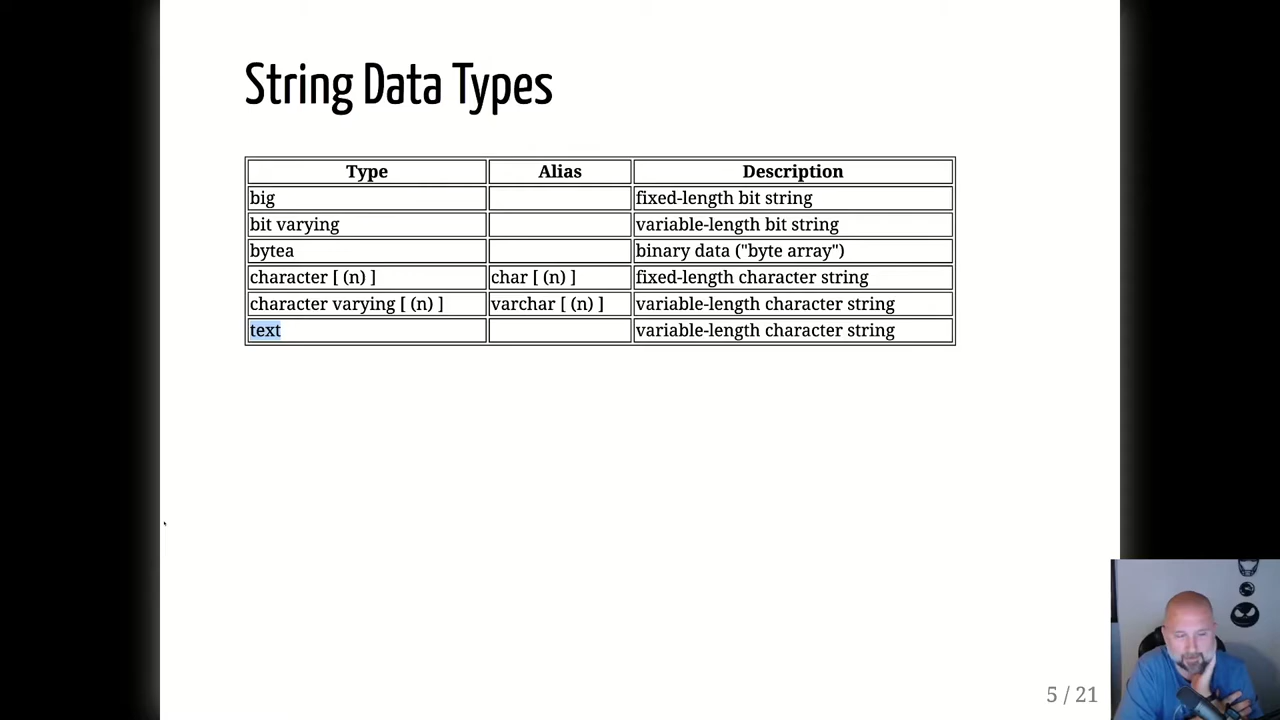 String Data Types
Type Alias Description
big fixed-length bit string
bit varying variable-length bit string
bytea binary data ("byte array")
character [ (n) ] char [ (n) ] fixed-length character string
character varying [ (n) ] varchar [ (n) ] variable-length character string
text variable-length character string
5 / 21